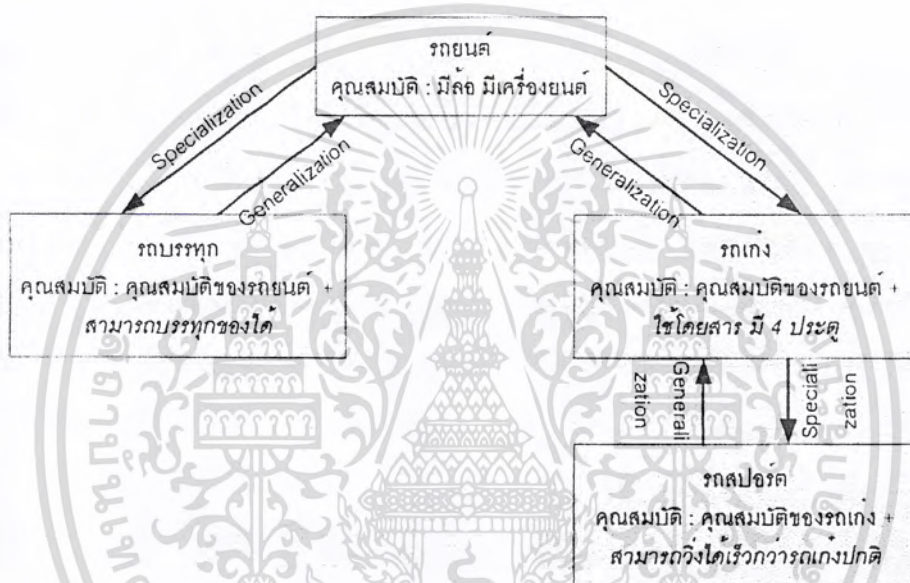 รถยนต์
คุณสมบัติ : มีล้อ มีเครื่องยนต์
Specialization
Generalization
Generalization
Specialization
รถบรรทุก
คุณสมบัติ : คุณสมบัติของรถยนต์ +
สามารถบรรทุกของได้
รถเก๋ง
คุณสมบัติ : คุณสมบัติของรถยนต์ +
ใช้โดยสาร มี 4 ประตู
Generali
zation
Speciali
zation
รถสปอร์ต
คุณสมบัติ : คุณสมบัติของรถเก๋ง +
สามารถวิ่งได้เร็วกว่ารถเก๋งปกติ